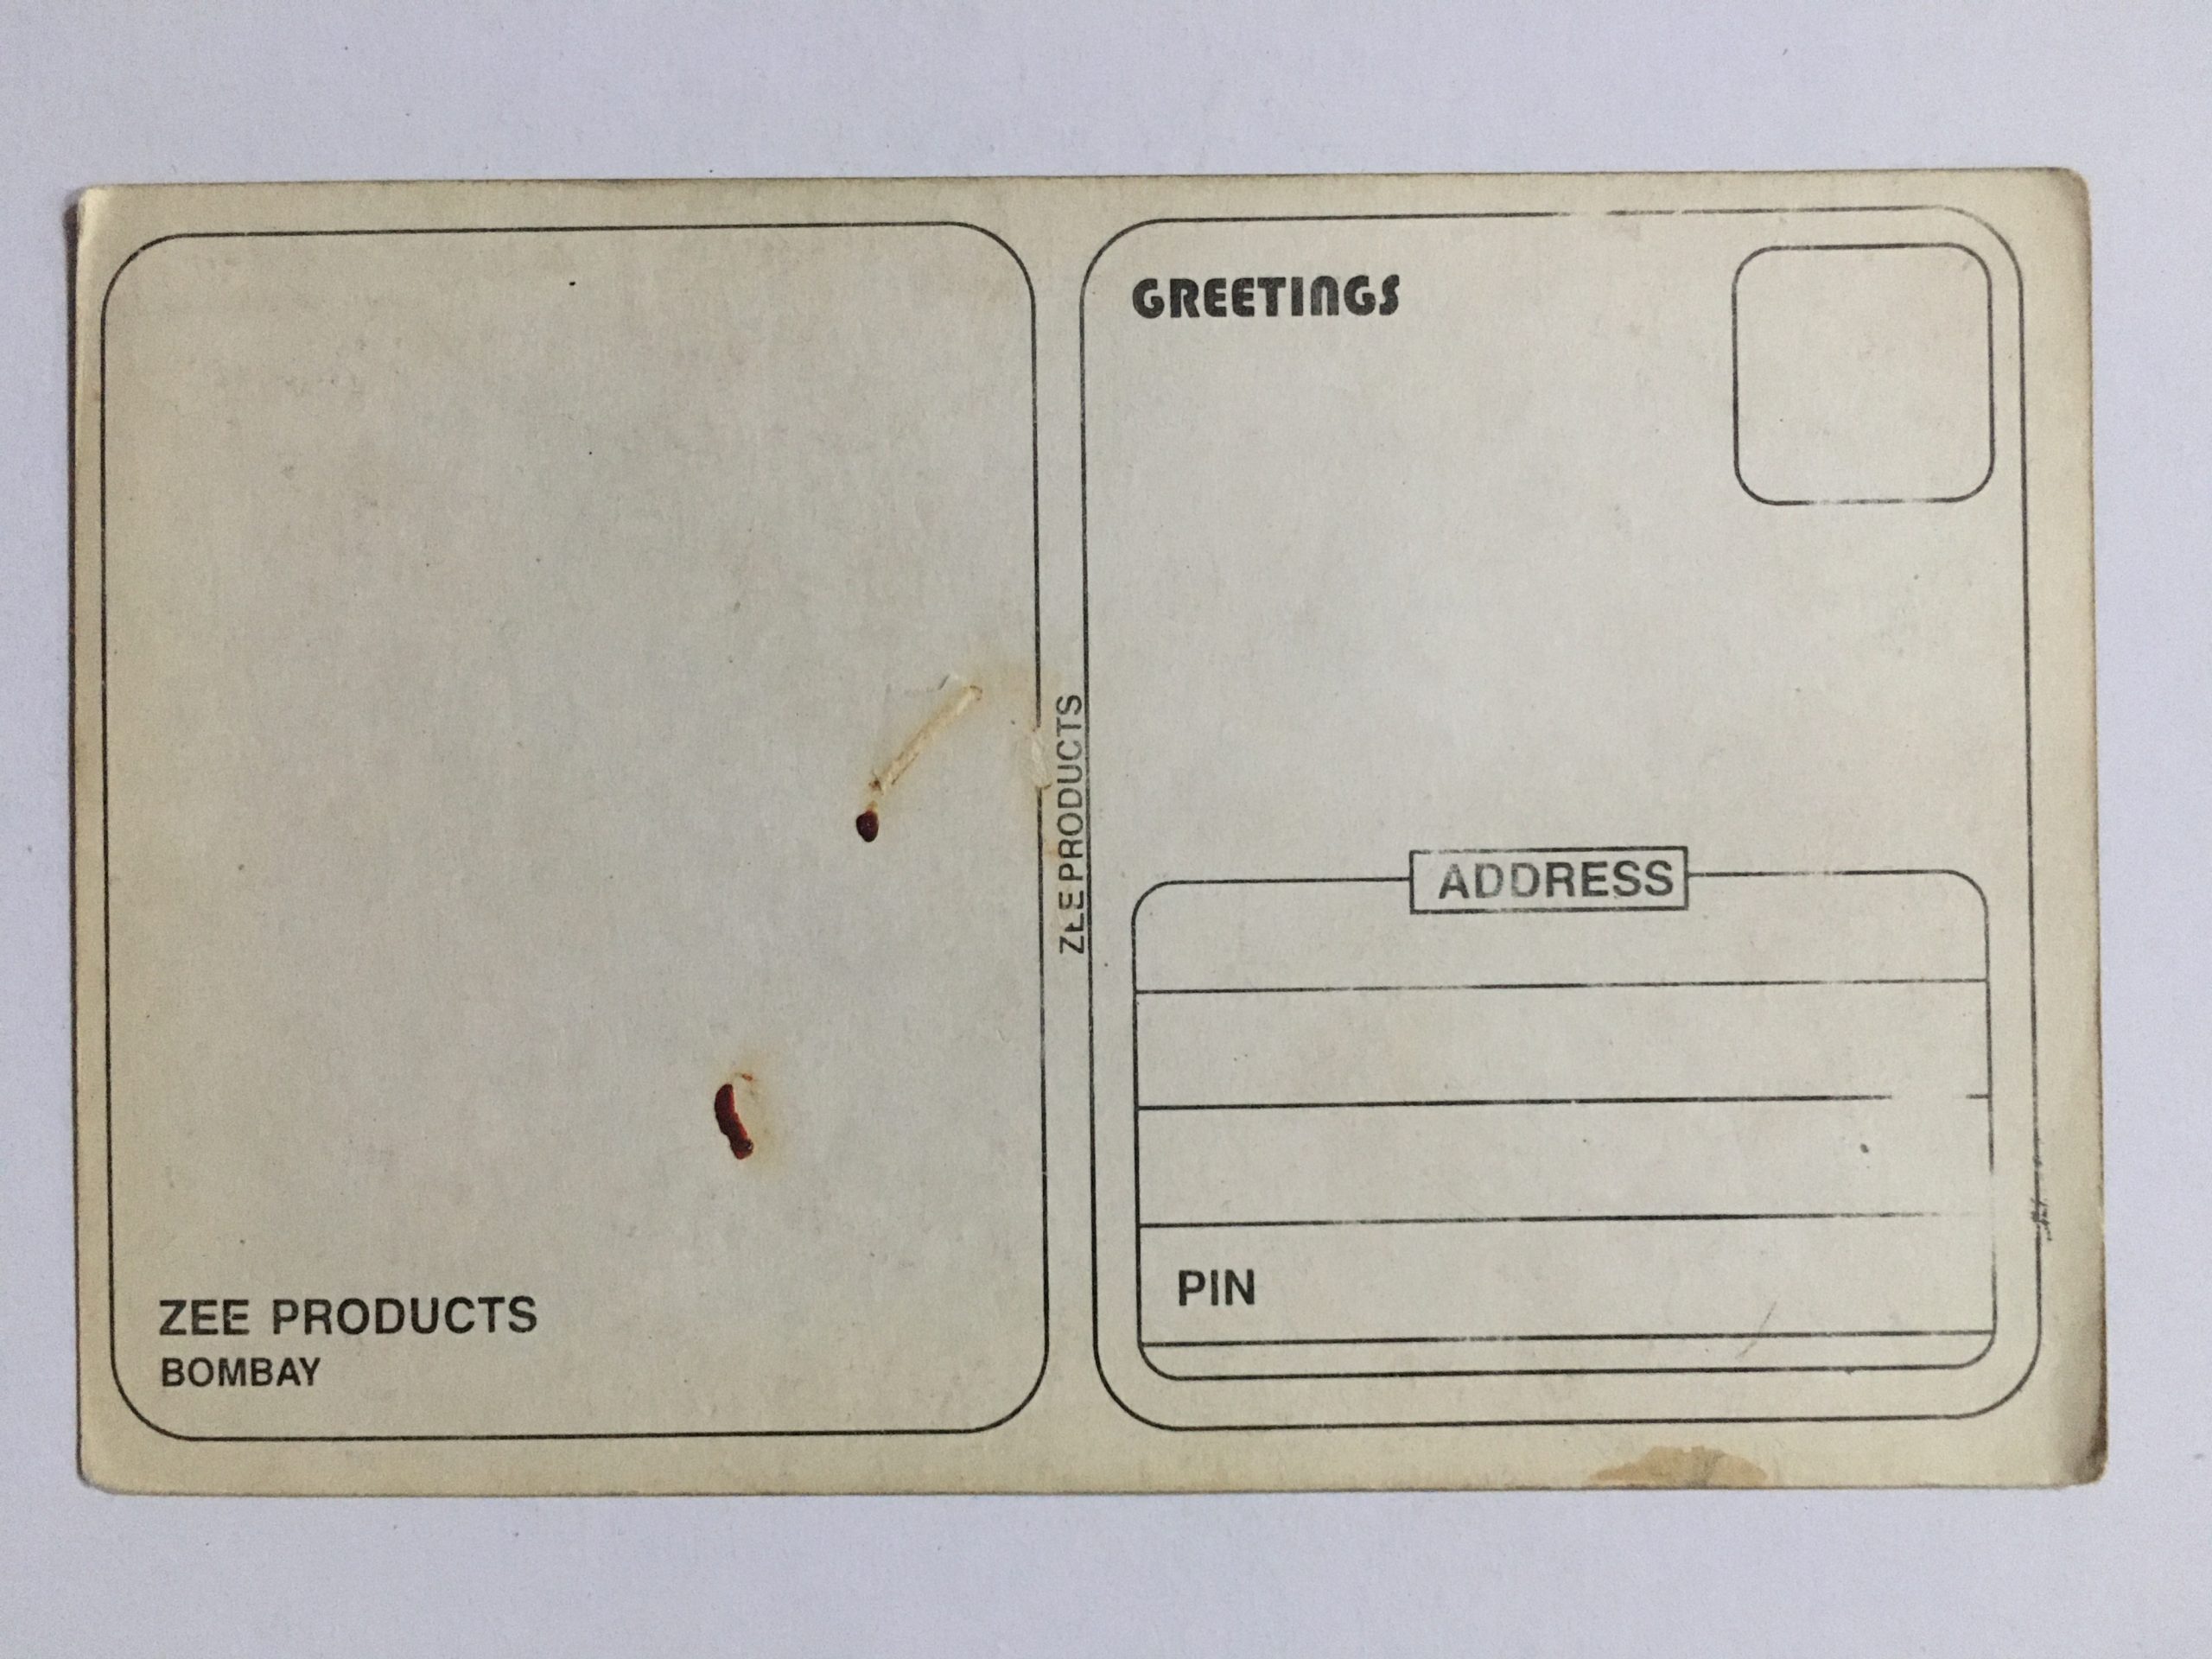 ZEE PRODUCTS
BOMBAY
ZEE PRODUCTS
GREETINGS
ADDRESS
PIN